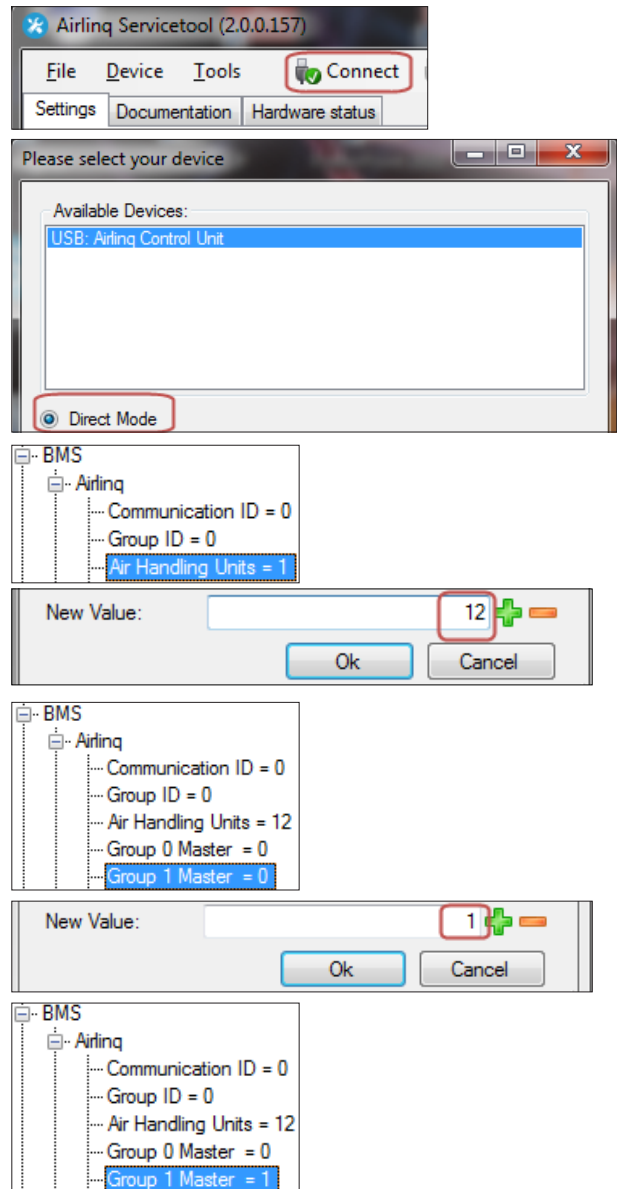 Airlinq Servicetool (2.0.0.157)
File Device Tools Connect
Settings Documentation Hardware status
Please select your device
Available Devices:
USB: Airlinq Control Unit
Direct Mode
BMS
Airlinq
Communication ID = 0
Group ID = 0
Air Handling Units = 1
New Value: 12
Ok Cancel
BMS
Airlinq
Communication ID = 0
Group ID = 0
Air Handling Units = 12
Group 0 Master = 0
Group 1 Master = 0
New Value: 1
Ok Cancel
BMS
Airlinq
Communication ID = 0
Group ID = 0
Air Handling Units = 12
Group 0 Master = 0
Group 1 Master = 1